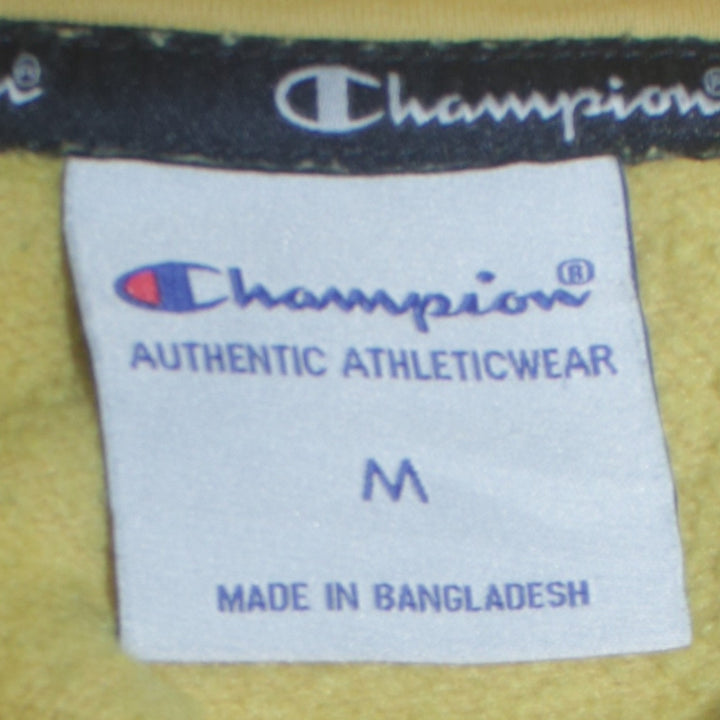 Champion®
Champion®
AUTHENTIC ATHLETICWEAR
M
MADE IN BANGLADESH